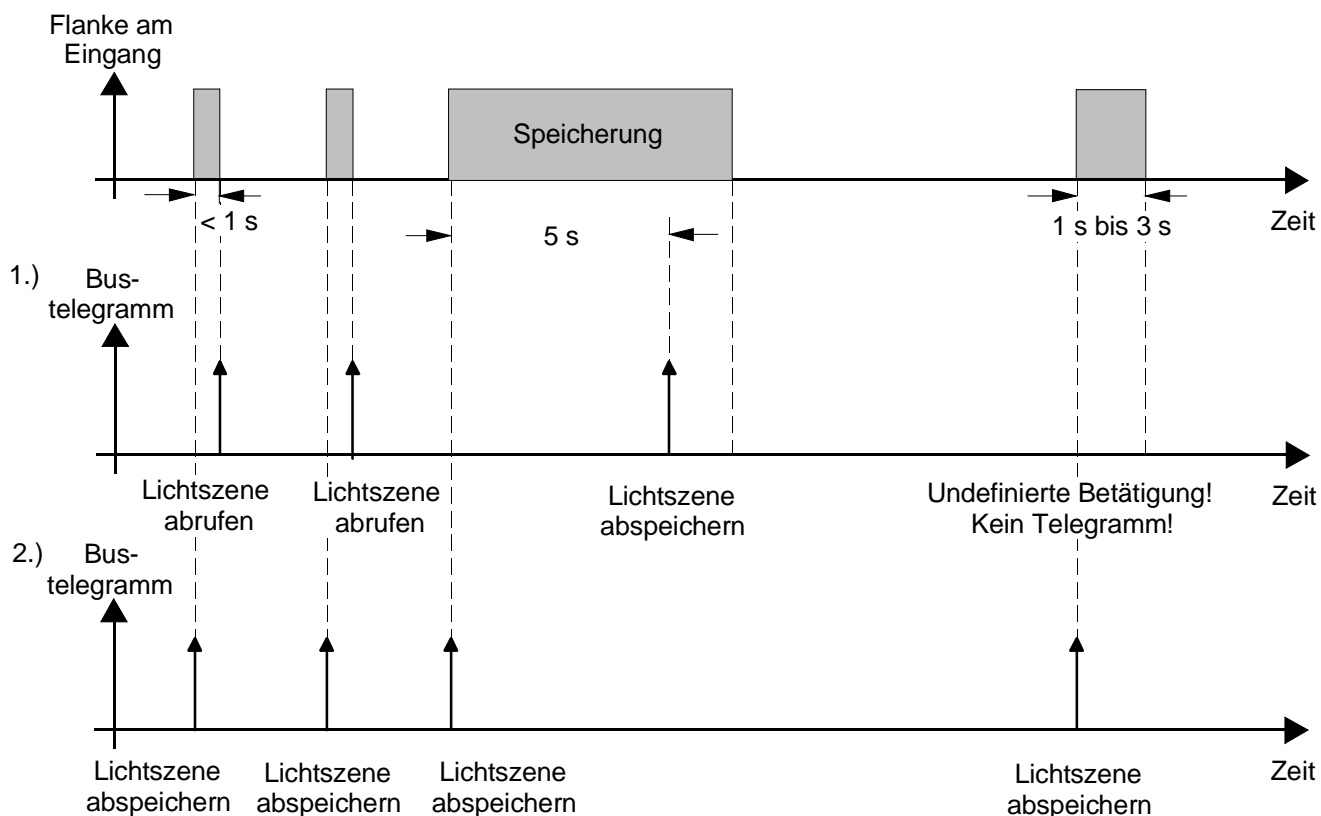 Flanke am
Eingang
Speicherung
< 1 s
5 s
1 s bis 3 s
Zeit
1.) Bus-
telegramm
Lichtszene
abrufen
Lichtszene
abrufen
Lichtszene
abspeichern
Undefinierte Betätigung!
Kein Telegramm!
Zeit
2.) Bus-
telegramm
Lichtszene
abspeichern
Lichtszene
abspeichern
Lichtszene
abspeichern
Lichtszene
abspeichern
Zeit